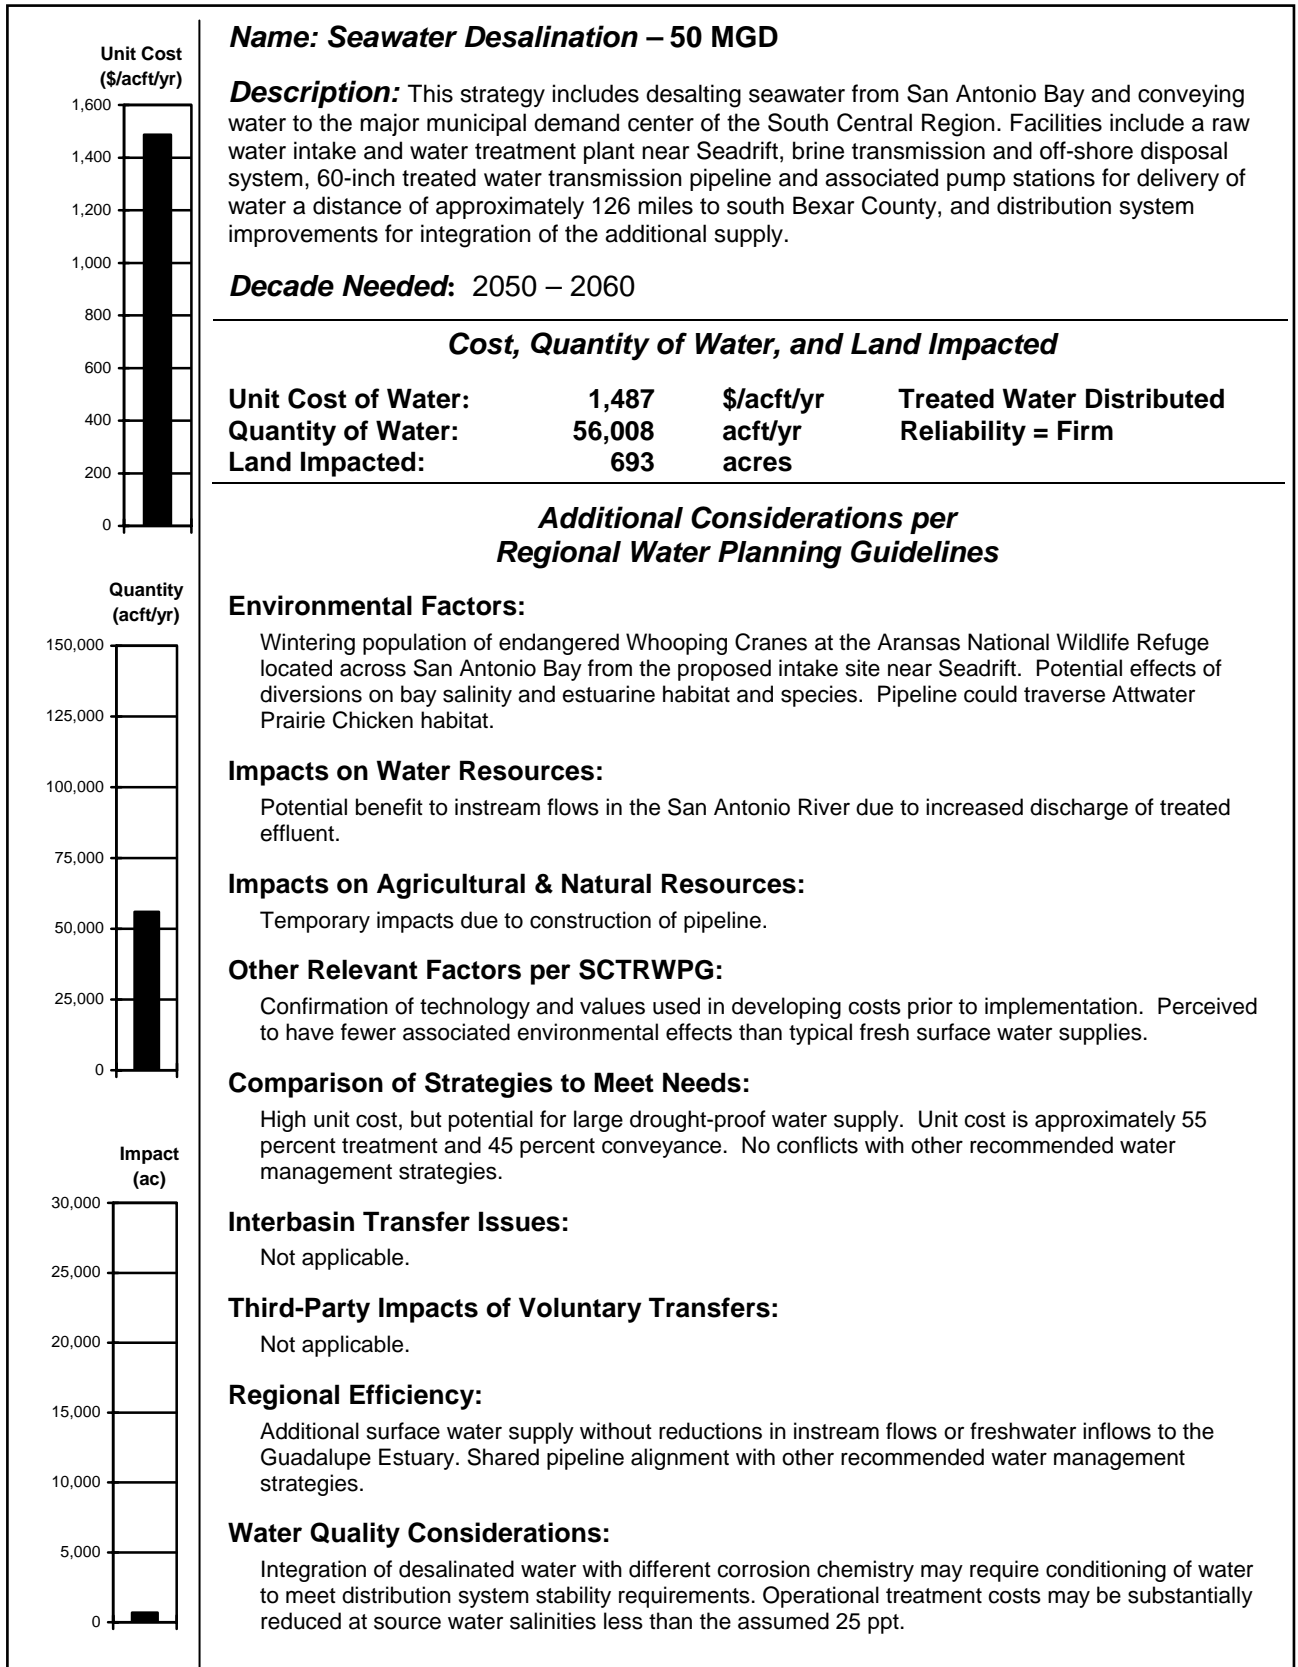 Unit Cost
($/acft/yr)
1,600
1,400
1,200
1,000
800
600
400
200
0
Quantity
(acft/yr)
150,000
125,000
100,000
75,000
50,000
25,000
0
Impact
(ac)
30,000
25,000
20,000
15,000
10,000
5,000
0
Name: Seawater Desalination – 50 MGD
Description: This strategy includes desalting seawater from San Antonio Bay and conveying
water to the major municipal demand center of the South Central Region. Facilities include a raw
water intake and water treatment plant near Seadrift, brine transmission and off-shore disposal
system, 60-inch treated water transmission pipeline and associated pump stations for delivery of
water a distance of approximately 126 miles to south Bexar County, and distribution system
improvements for integration of the additional supply.
Decade Needed: 2050 – 2060
Cost, Quantity of Water, and Land Impacted
Unit Cost of Water: 1,487 $/acft/yr Treated Water Distributed
Quantity of Water: 56,008 acft/yr Reliability = Firm
Land Impacted: 693 acres
Additional Considerations per
Regional Water Planning Guidelines
Environmental Factors:
Wintering population of endangered Whooping Cranes at the Aransas National Wildlife Refuge
located across San Antonio Bay from the proposed intake site near Seadrift. Potential effects of
diversions on bay salinity and estuarine habitat and species. Pipeline could traverse Attwater
Prairie Chicken habitat.
Impacts on Water Resources:
Potential benefit to instream flows in the San Antonio River due to increased discharge of treated
effluent.
Impacts on Agricultural & Natural Resources:
Temporary impacts due to construction of pipeline.
Other Relevant Factors per SCTRWPG:
Confirmation of technology and values used in developing costs prior to implementation. Perceived
to have fewer associated environmental effects than typical fresh surface water supplies.
Comparison of Strategies to Meet Needs:
High unit cost, but potential for large drought-proof water supply. Unit cost is approximately 55
percent treatment and 45 percent conveyance. No conflicts with other recommended water
management strategies.
Interbasin Transfer Issues:
Not applicable.
Third-Party Impacts of Voluntary Transfers:
Not applicable.
Regional Efficiency:
Additional surface water supply without reductions in instream flows or freshwater inflows to the
Guadalupe Estuary. Shared pipeline alignment with other recommended water management
strategies.
Water Quality Considerations:
Integration of desalinated water with different corrosion chemistry may require conditioning of water
to meet distribution system stability requirements. Operational treatment costs may be substantially
reduced at source water salinities less than the assumed 25 ppt.